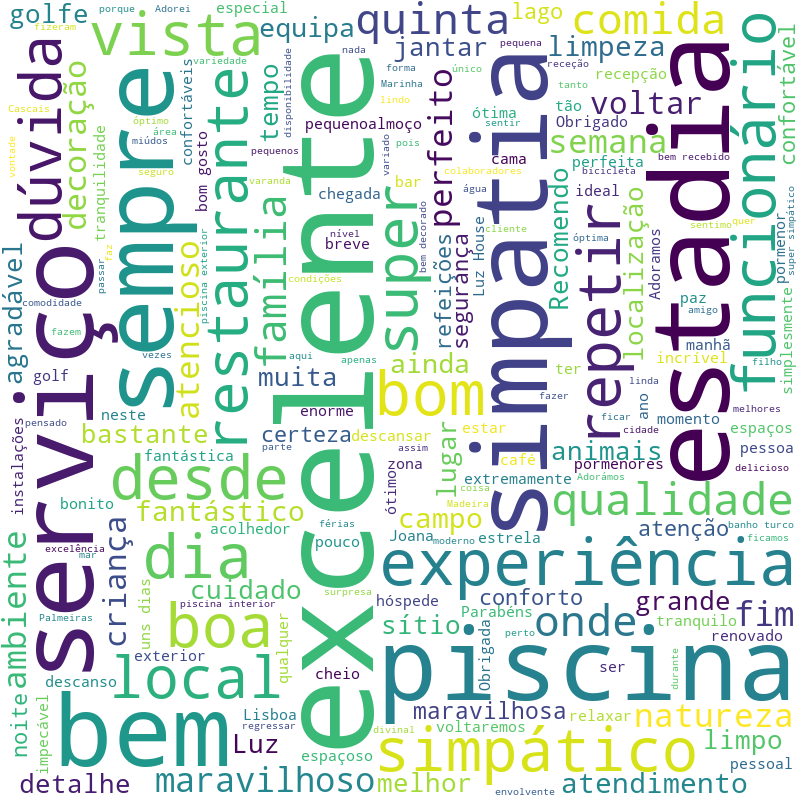 golfe
porque
Adorei
especial
fizeram
vista
equipa
quinta
lago
comida
jantar
limpeza
receção
recepção
pequena
único
tanto
nada
forma
Marinha
lindo
variedade
disponibilidade
confortáveis
tempo
decoração
dúvida
sempre
restaurante
excelente
simpatia
estadia
funcionário
confortável
Cascais
óptimo
área
miúdos
vontade
tranquilidade
seguro
pequenos
bom gosto
pequenoalmoço
pois
variado
perfeito
ótima
sentir
tão
Obrigado
voltar
semana
bem recebido
cama
colaboradores
perfeita
bicicleta
água
ideal
varanda
chegada
bar
família
super
nível
breve
bem decorado
cliente
refeições
segurança
Luz House
Recomendo
repetir
localização
óptima
Adoramos
sentimo
quer
pormenor
super simpático
simplesmente
agradável
serviço
atencioso
piscina exterior
passar
faz
condições
comodidade
fazem
vezes
aqui
apenas
paz
amigo
manhã
incrível
filho
golf
muita
ainda
ter
linda
bom
fazer
ficar
ano
momento
melhores
cidade
espaços
instalações
pensado
neste
bastante
enorme
certeza
parte
descansar
assim
estar
café
lugar
animais
pormenores
pessoa
delicioso
fantástica
desde
zona
ótimo
extremamente
coisa
Adorámos
qualidade
bonito
fantástico
Madeira
campo
banho turco
criança
acolhedor
férias
pouco
Joana
moderno
estrela
atenção
ficamos
excelência
mar
dia
experiência
ambiente
cuidado
surpresa
conforto
grande
uns dias
piscina interior
hóspede
Parabéns
onde
tranquilo
fim
Palmeiras
boa
sítio
Obrigada
perto
renovado
exterior
qualquer
cheio
piscina
ser
durante
descanso
local
noite
impecável
bem
Lisboa
regressar
maravilhosa
relaxar
natureza
divinal
voltaremos
Luz
espaçoso
simpático
limpo
detalhe
maravilhoso
melhor
atendimento
pessoal
envolvente